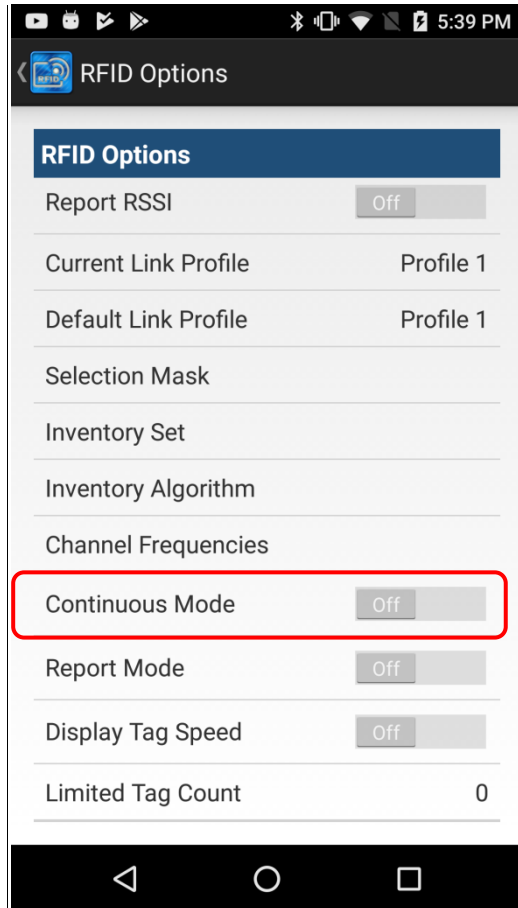 5:39 PM
RFID
RFID Options
RFID Options
Report RSSI Off
Current Link Profile Profile 1
Default Link Profile Profile 1
Selection Mask
Inventory Set
Inventory Algorithm
Channel Frequencies
Continuous Mode Off
Report Mode Off
Display Tag Speed Off
Limited Tag Count 0